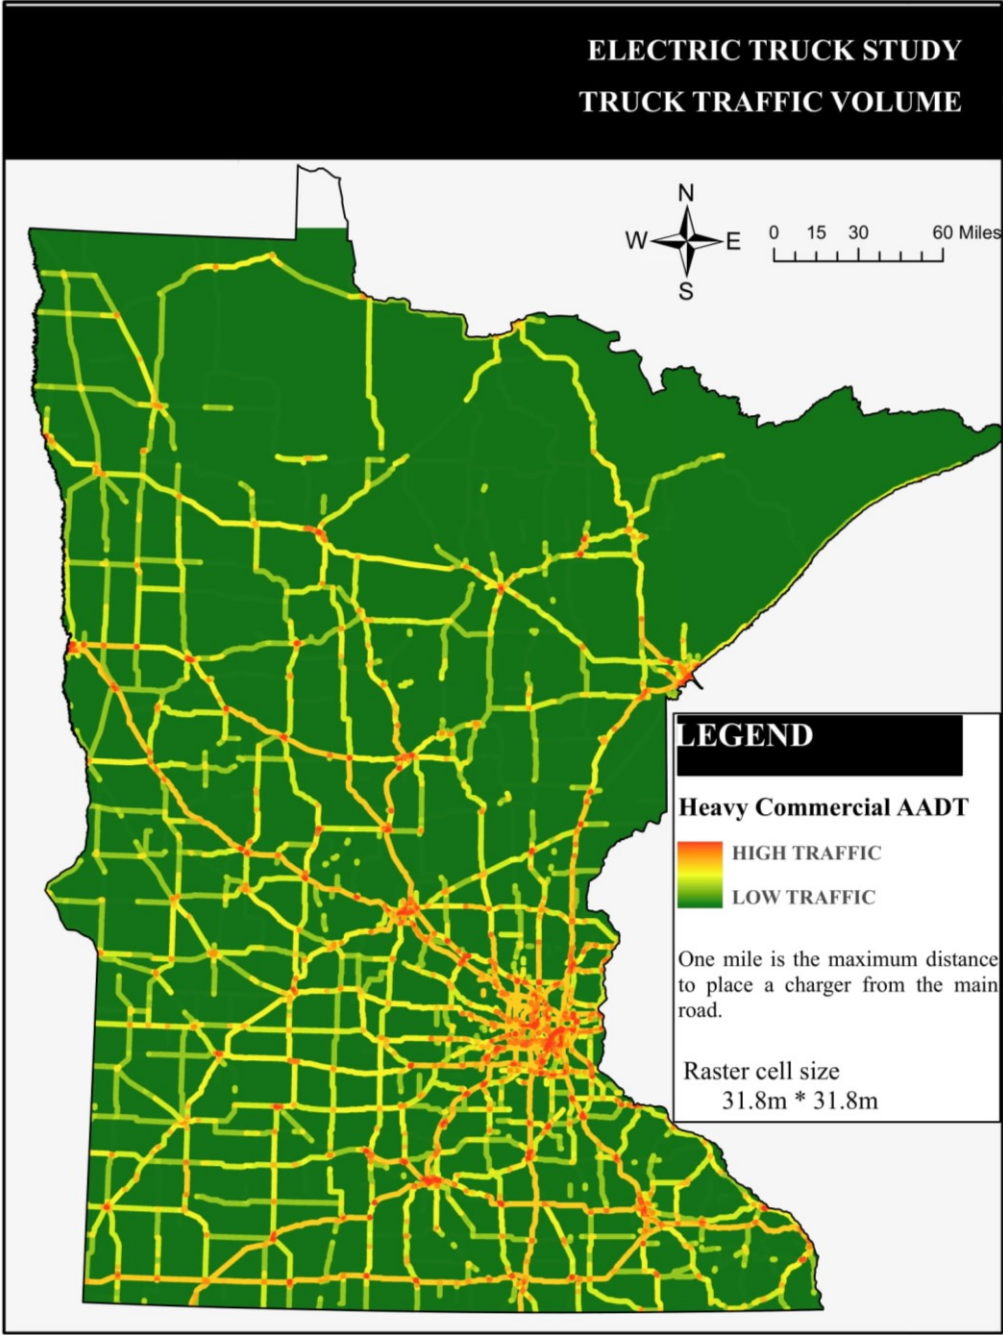 ELECTRIC TRUCK STUDY
TRUCK TRAFFIC VOLUME
N
W E
S
0 15 30 60 Miles
LEGEND
Heavy Commercial AADT
HIGH TRAFFIC
LOW TRAFFIC
One mile is the maximum distance
to place a charger from the main
road.
Raster cell size
31.8m * 31.8m